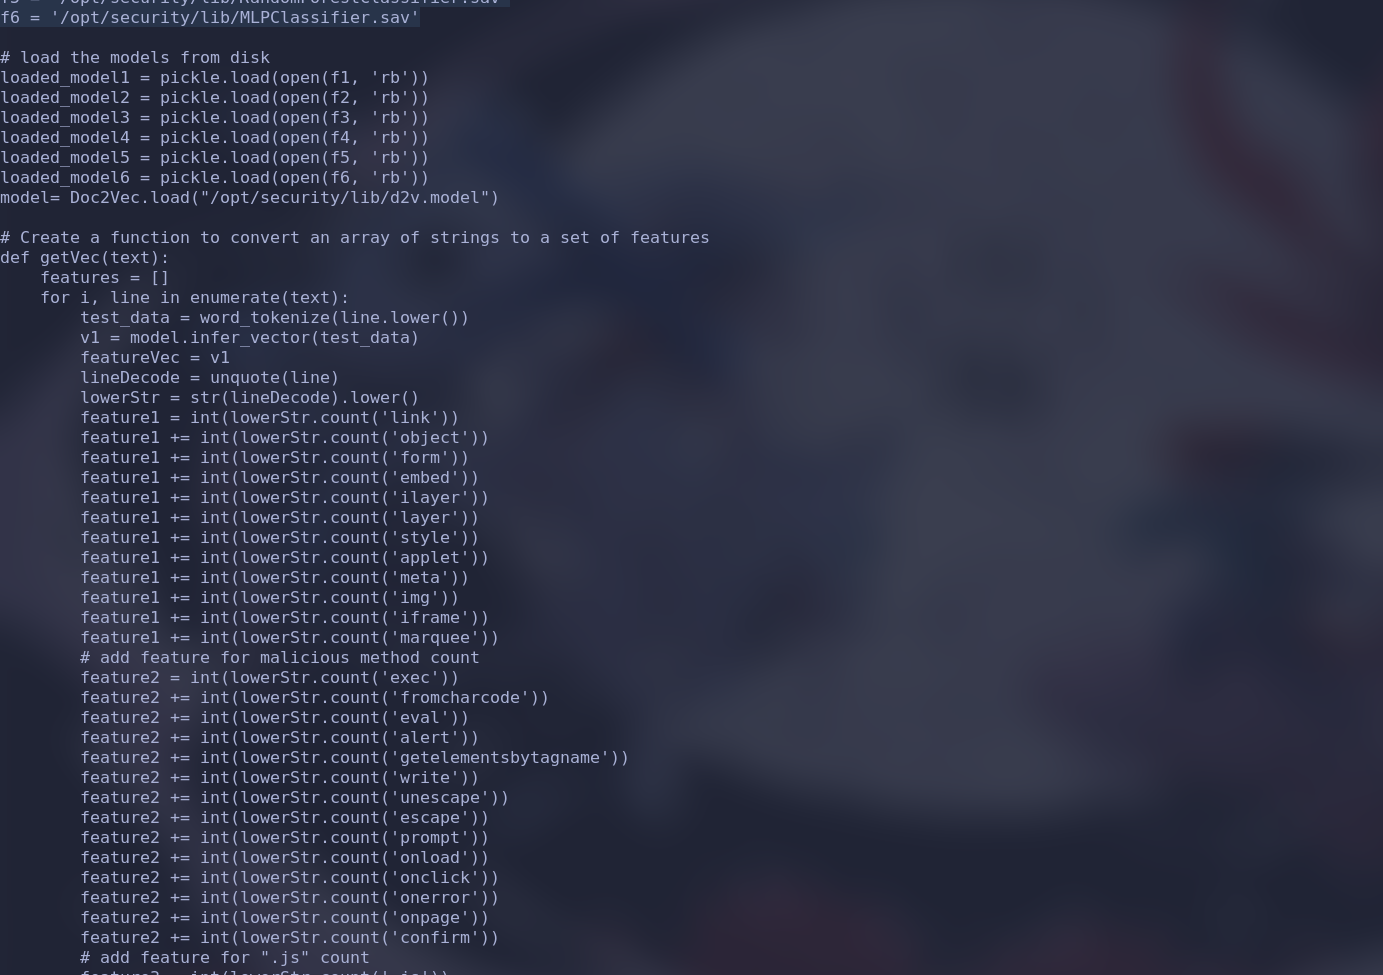 f5 = '/opt/security/lib/RandomForestClassifier.sav'
f6 = '/opt/security/lib/MLPClassifier.sav'
# load the models from disk
loaded_model1 = pickle.load(open(f1, 'rb'))
loaded_model2 = pickle.load(open(f2, 'rb'))
loaded_model3 = pickle.load(open(f3, 'rb'))
loaded_model4 = pickle.load(open(f4, 'rb'))
loaded_model5 = pickle.load(open(f5, 'rb'))
loaded_model6 = pickle.load(open(f6, 'rb'))
model= Doc2Vec.load("/opt/security/lib/d2v.model")
# Create a function to convert an array of strings to a set of features
def getVec(text):
    features = []
    for i, line in enumerate(text):
        test_data = word_tokenize(line.lower())
        v1 = model.infer_vector(test_data)
        featureVec = v1
        lineDecode = unquote(line)
        lowerStr = str(lineDecode).lower()
        feature1 = int(lowerStr.count('link'))
        feature1 += int(lowerStr.count('object'))
        feature1 += int(lowerStr.count('form'))
        feature1 += int(lowerStr.count('embed'))
        feature1 += int(lowerStr.count('ilayer'))
        feature1 += int(lowerStr.count('layer'))
        feature1 += int(lowerStr.count('style'))
        feature1 += int(lowerStr.count('applet'))
        feature1 += int(lowerStr.count('meta'))
        feature1 += int(lowerStr.count('img'))
        feature1 += int(lowerStr.count('iframe'))
        feature1 += int(lowerStr.count('marquee'))
        # add feature for malicious method count
        feature2 = int(lowerStr.count('exec'))
        feature2 += int(lowerStr.count('fromcharcode'))
        feature2 += int(lowerStr.count('eval'))
        feature2 += int(lowerStr.count('alert'))
        feature2 += int(lowerStr.count('getelementsbytagname'))
        feature2 += int(lowerStr.count('write'))
        feature2 += int(lowerStr.count('unescape'))
        feature2 += int(lowerStr.count('escape'))
        feature2 += int(lowerStr.count('prompt'))
        feature2 += int(lowerStr.count('onload'))
        feature2 += int(lowerStr.count('onclick'))
        feature2 += int(lowerStr.count('onerror'))
        feature2 += int(lowerStr.count('onpage'))
        feature2 += int(lowerStr.count('confirm'))
        # add feature for ".js" count
        feature3 = int(lowerStr.count('.js'))